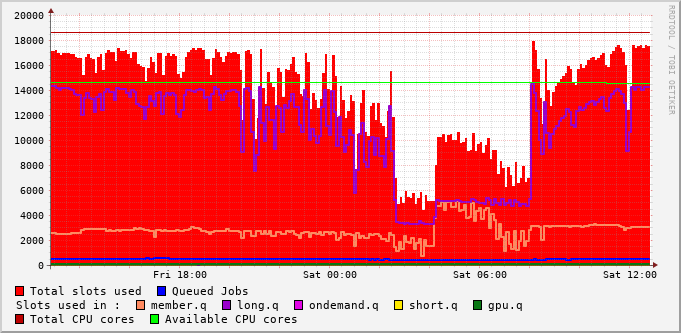 20000
18000
16000
14000
12000
10000
8000
6000
4000
2000
0
Fri 18:00 Sat 00:00 Sat 06:00 Sat 12:00
RRDTOOL / TOBI OETIKER
Total slots used Queued Jobs
Slots used in : member.q long.q ondemand.q short.q gpu.q
Total CPU cores Available CPU cores